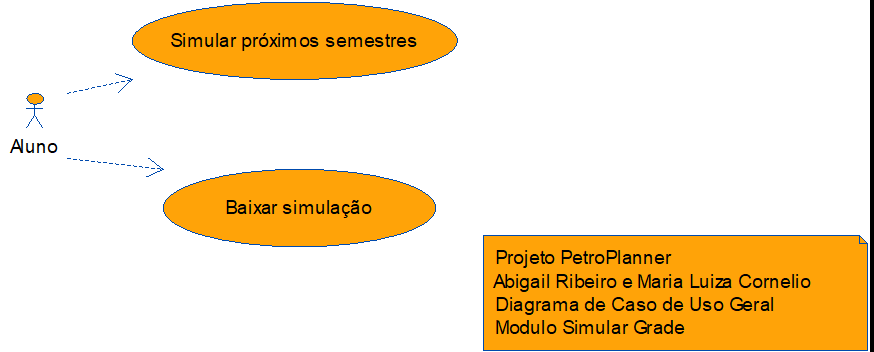 Simular próximos semestres
Aluno
Baixar simulação
Projeto PetroPlanner
Abigail Ribeiro e Maria Luiza Cornelio
Diagrama de Caso de Uso Geral
Modulo Simular Grade